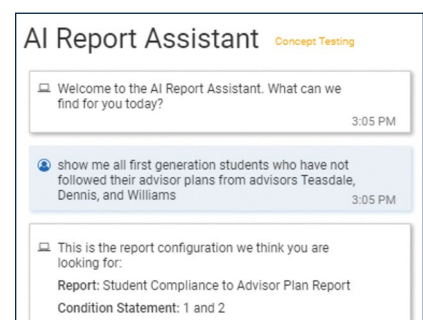 AI Report Assistant Concept Testing
Welcome to the AI Report Assistant. What can we
find for you today?
3:05 PM
show me all first generation students who have not
followed their advisor plans from advisors Teasdale,
Dennis, and Williams
3:05 PM
This is the report configuration we think you are
looking for:
Report: Student Compliance to Advisor Plan Report
Condition Statement: 1 and 2